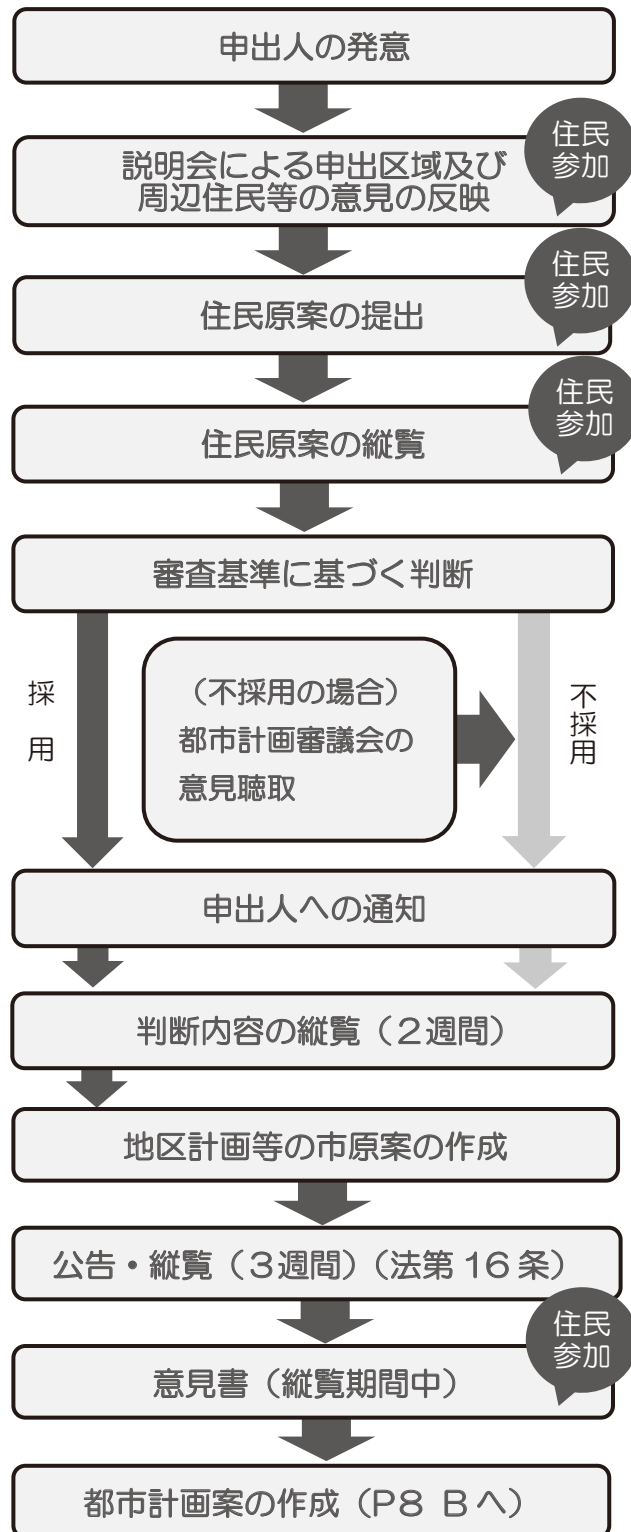 申出人の発意
住民
参加
説明会による申出区域及び
周辺住民等の意見の反映
住民
参加
住民原案の提出
住民
参加
住民原案の縦覧
審査基準に基づく判断
採用
(不採用の場合)
都市計画審議会の
意見聴取
不採用
申出人への通知
判断内容の縦覧(2週間)
地区計画等の市原案の作成
公告・縦覧(3週間)(法第16条)
住民
参加
意見書(縦覧期間中)
都市計画案の作成(P8 Bへ)